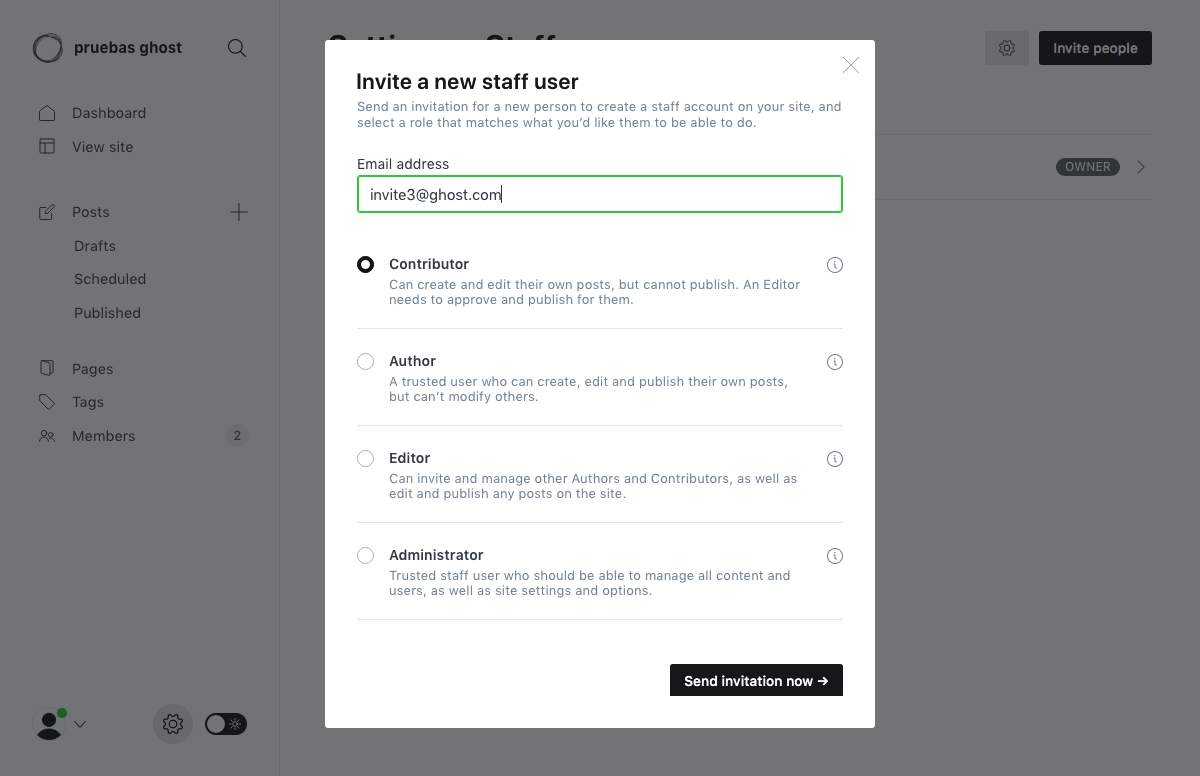 pruebas ghost
Dashboard
View site
Posts
Drafts
Scheduled
Published
Pages
Tags
Members
2
Settings
Staff
Invite people
OWNER
Invite a new staff user
Send an invitation for a new person to create a staff account on your site, and
select a role that matches what you’d like them to be able to do.
Email address
invite3@ghost.com
Contributor
Can create and edit their own posts, but cannot publish. An Editor
needs to approve and publish for them.
Author
A trusted user who can create, edit and publish their own posts,
but can’t modify others.
Editor
Can invite and manage other Authors and Contributors, as well as
edit and publish any posts on the site.
Administrator
Trusted staff user who should be able to manage all content and
users, as well as site settings and options.
Send invitation now →